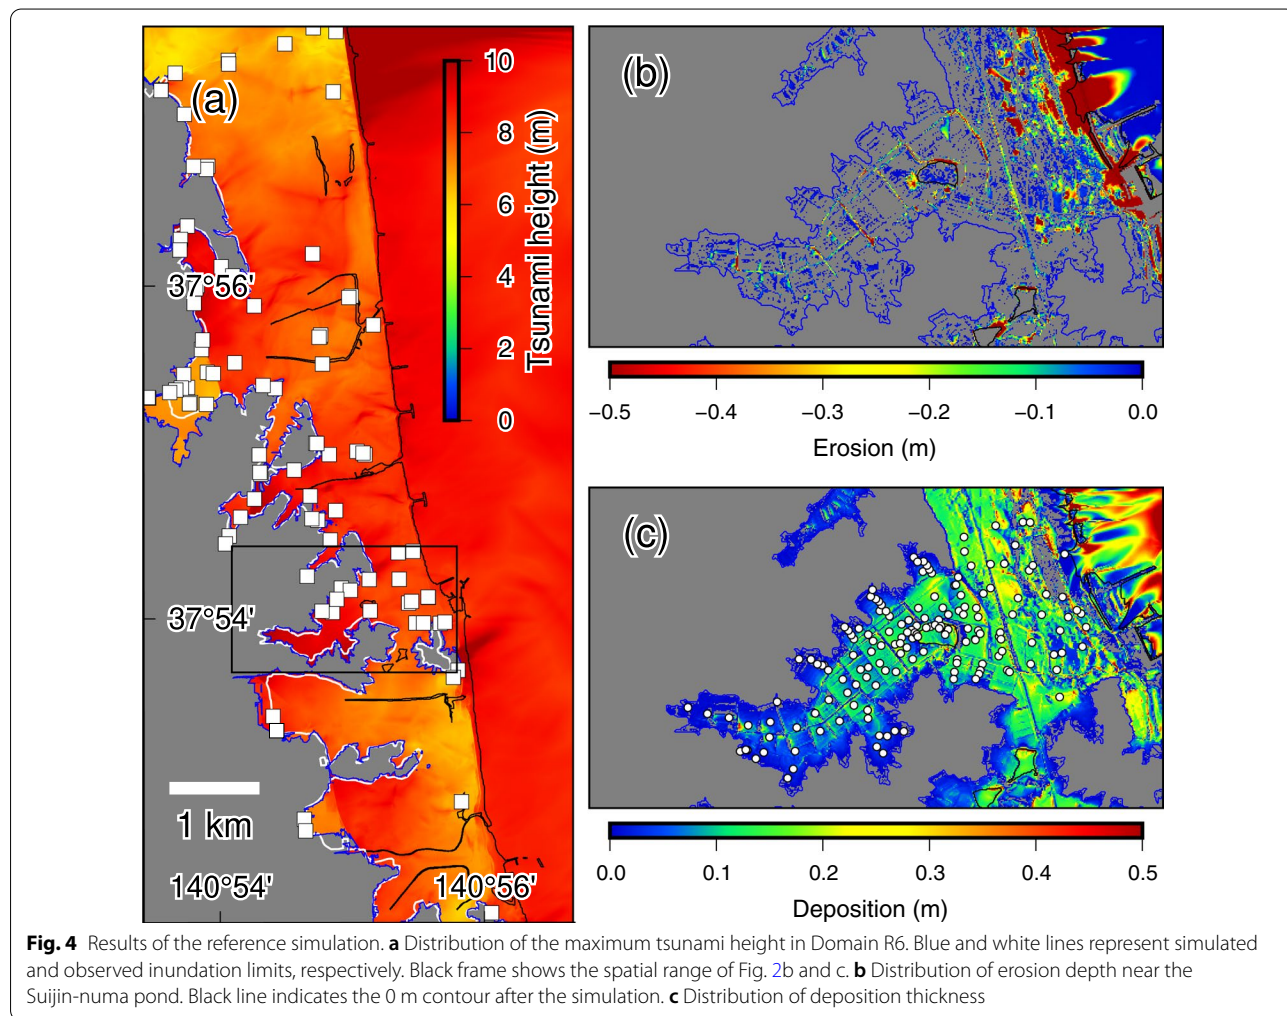 (a)
10
8
6
4
2
0
Tsunami height (m)
37°56'
37°54'
1 km
140°54'
140°56'
(b)
−0.5
−0.4
−0.3
−0.2
−0.1
0.0
Erosion (m)
(c)
0.0
0.1
0.2
0.3
0.4
0.5
Deposition (m)
Fig. 4 Results of the reference simulation. a Distribution of the maximum tsunami height in Domain R6. Blue and white lines represent simulated
and observed inundation limits, respectively. Black frame shows the spatial range of Fig. 2b and c. b Distribution of erosion depth near the
Suijin-numa pond. Black line indicates the 0 m contour after the simulation. c Distribution of deposition thickness